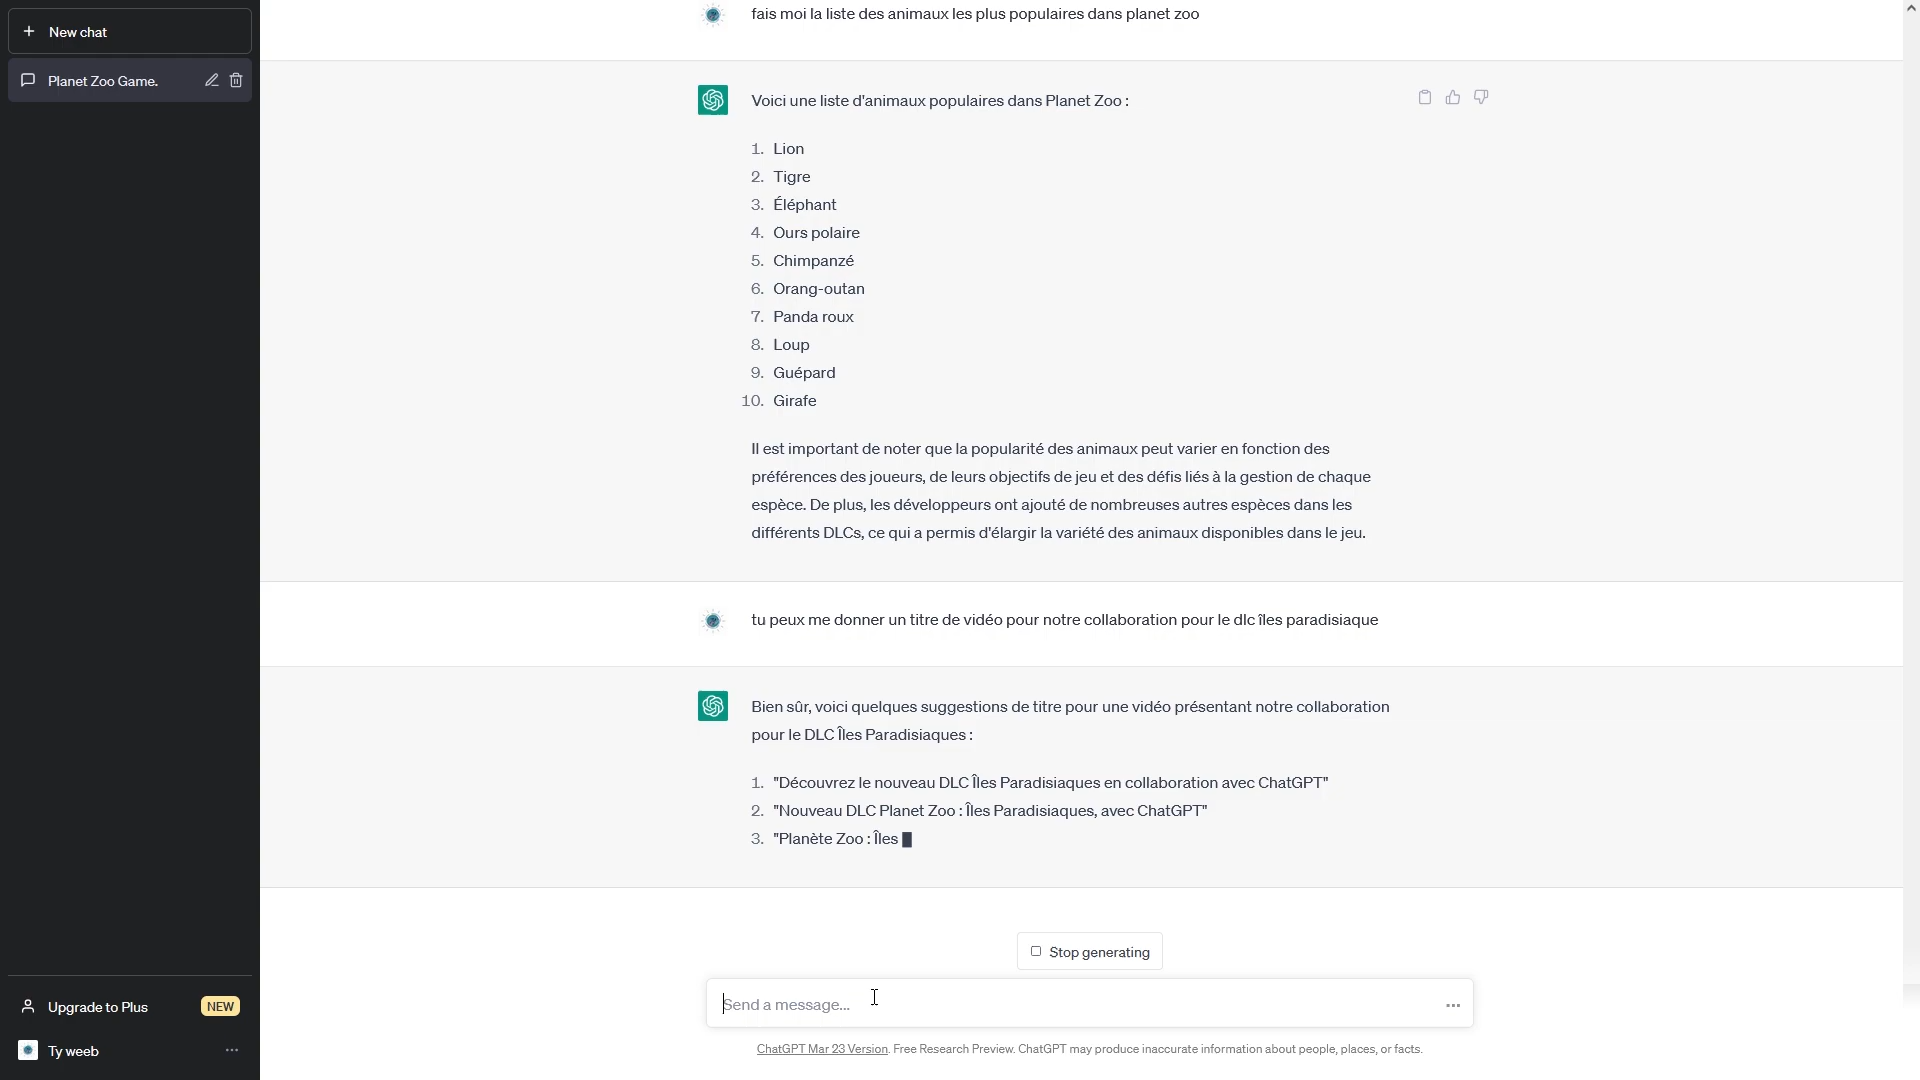 New chat
Planet Zoo Game.
fais moi la liste des animaux les plus populaires dans planet zoo
Voici une liste d'animaux populaires dans Planet Zoo :
1. Lion
2. Tigre
3. Éléphant
4. Ours polaire
5. Chimpanzé
6. Orang-outan
7. Panda roux
8. Loup
9. Guépard
10. Girafe
Il est important de noter que la popularité des animaux peut varier en fonction des
préférences des joueurs, de leurs objectifs de jeu et des défis liés à la gestion de chaque
espèce. De plus, les développeurs ont ajouté de nombreuses autres espèces dans les
différents DLCs, ce qui a permis d'élargir la variété des animaux disponibles dans le jeu.
tu peux me donner un titre de vidéo pour notre collaboration pour le dlc îles paradisiaque
Bien sûr, voici quelques suggestions de titre pour une vidéo présentant notre collaboration
pour le DLC Îles Paradisiaques :
1. "Découvrez le nouveau DLC Îles Paradisiaques en collaboration avec ChatGPT"
2. "Nouveau DLC Planet Zoo : Îles Paradisiaques, avec ChatGPT"
3. "Planète Zoo : Îles
Stop generating
Send a message...
ChatGPT Mar 23 Version. Free Research Preview. ChatGPT may produce inaccurate information about people, places, or facts.
Upgrade to Plus NEW
Ty weeb